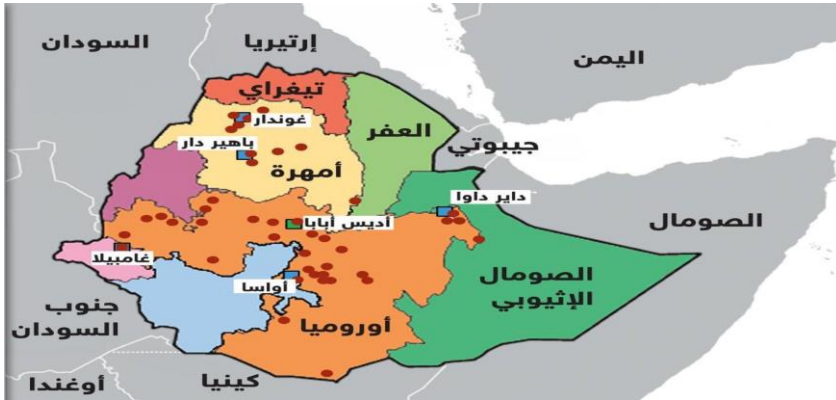 السودان
إرتيريا
اليمن
تيغراي
غوندار
العفر
باهير دار
جيبوتي
أمهرة
داير داوا
أديس أبابا
الصومال
غامبيلا
الصومال
الإثيوبي
أواسا
جنوب
السودان
أوروميا
كينيا
أوغندا